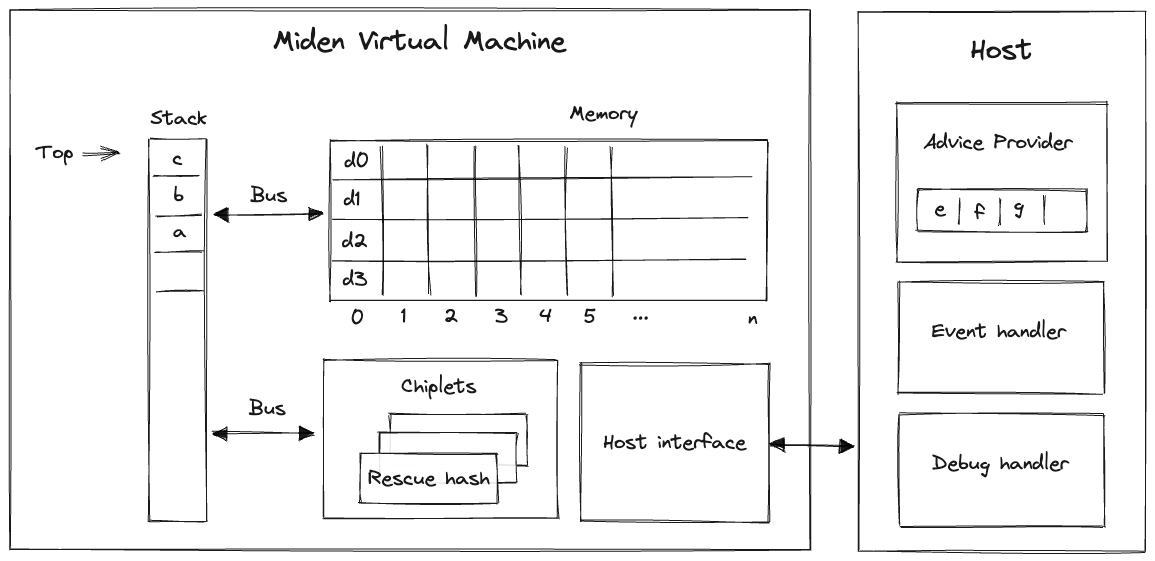 Miden Virtual Machine
Stack
Top
c
b
a
Bus
Memory
d0
d1
d2
d3
0 1 2 3 4 5 ... n
Bus
Chiplets
Rescue hash
Host interface
Host
Advice Provider
e f g
Event handler
Debug handler